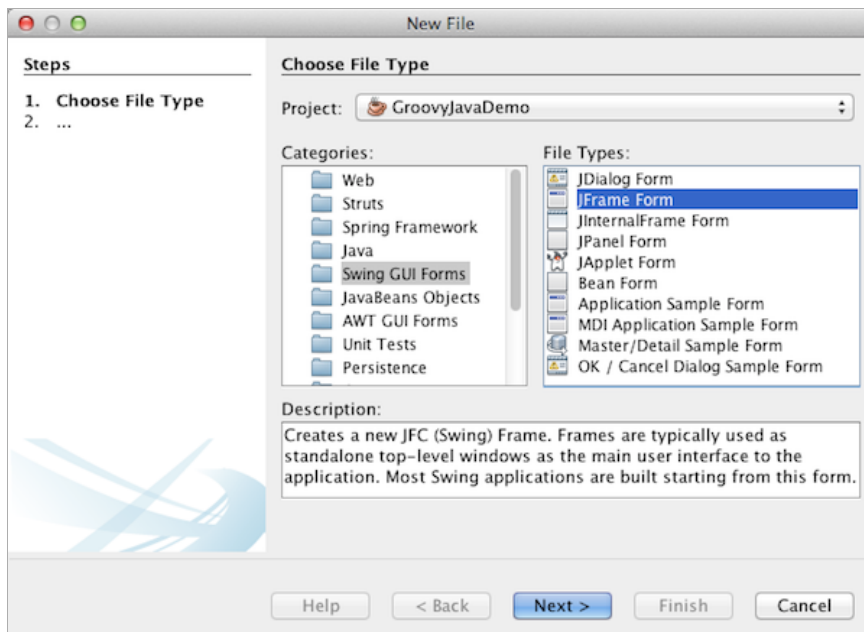 New File
Steps
1. Choose File Type
2. ...
Choose File Type
Project: GroovyJavaDemo
Categories:
Web
Struts
Spring Framework
Java
Swing GUI Forms
JavaBeans Objects
AWT GUI Forms
Unit Tests
Persistence
File Types:
JDialog Form
JFrame Form
JInternalFrame Form
JPanel Form
JApplet Form
Bean Form
Application Sample Form
MDI Application Sample Form
Master/Detail Sample Form
OK / Cancel Dialog Sample Form
Description:
Creates a new JFC (Swing) Frame. Frames are typically used as
standalone top-level windows as the main user interface to the
application. Most Swing applications are built starting from this form.
Help
< Back
Next >
Finish
Cancel